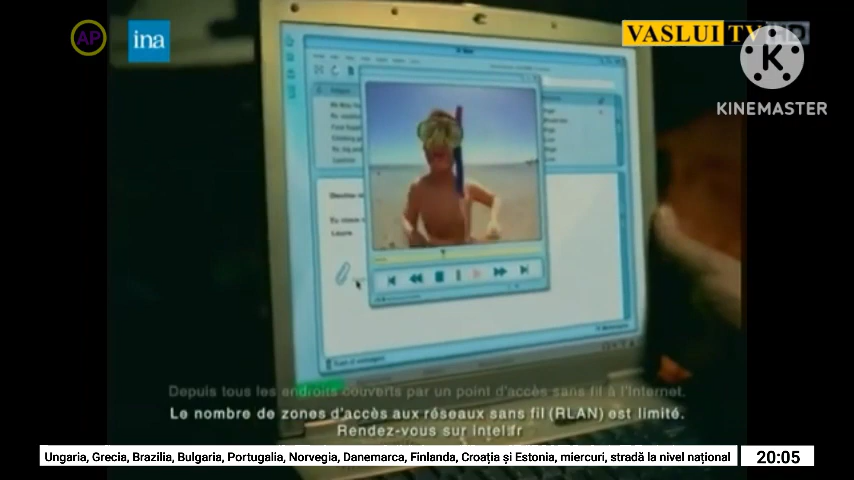 AP
ina
VASLUI TV HD
K
KINEMASTER
Depuis tous les endroits couverts par un point d'accès sans fil à l'Internet.
Le nombre de zones d'accès aux réseaux sans fil (RLAN) est limité.
Rendez-vous sur intel.fr
Ungaria, Grecia, Brazilia, Bulgaria, Portugalia, Norvegia, Danemarca, Finlanda, Croația și Estonia, miercuri, stradă la nivel național
20:05